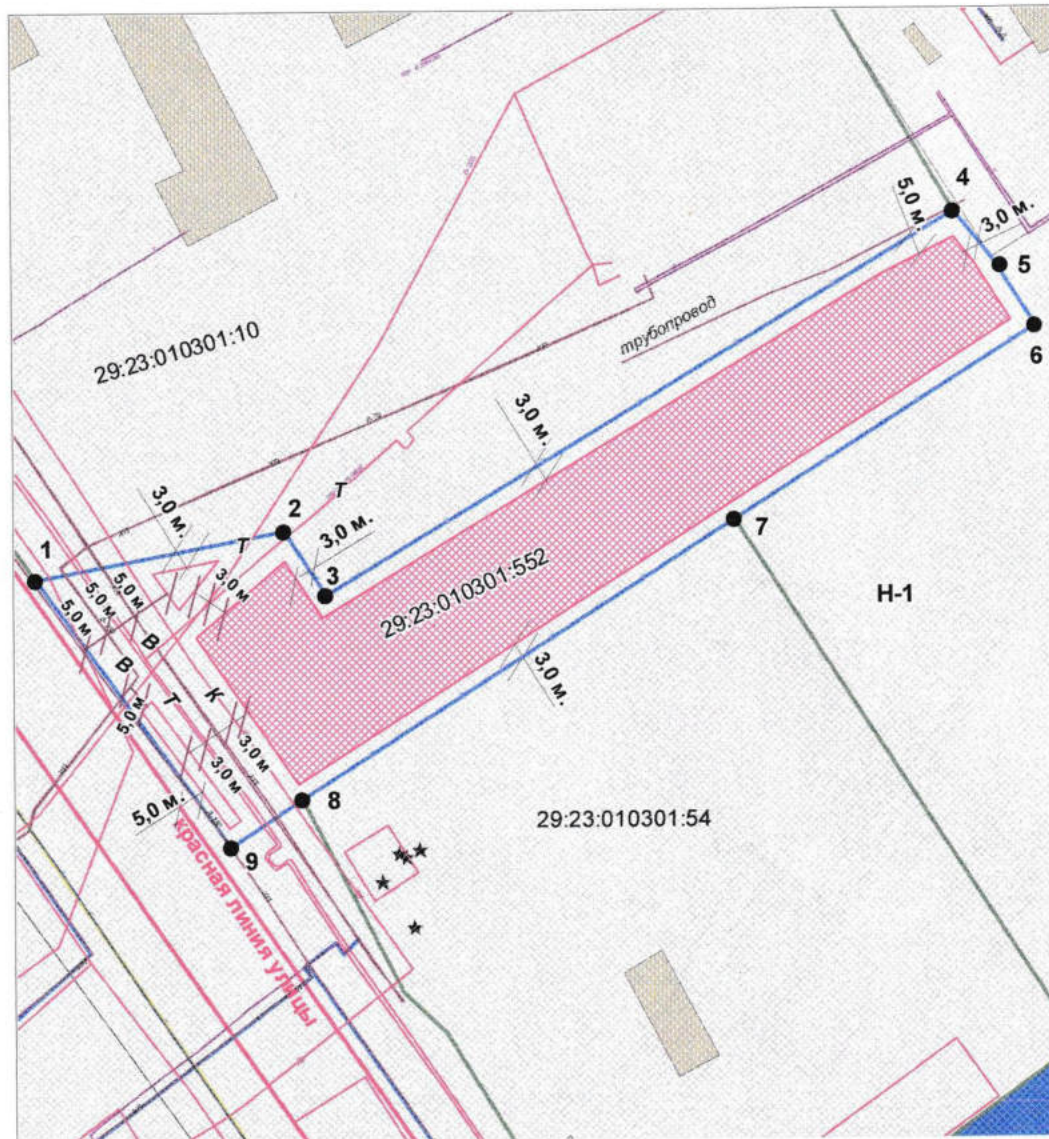 4
5,0 м.
3,0 м.
5
6
трубопровод
29:23:010301:10
3,0 м.
Т
3,0 м.
2
Т
3,0 м.
1
3
3,0 м
5,0 м
5,0 м
5,0 м
29:23:010301:552
7
Н-1
В
В
Т
К
3,0 м.
5,0 м
3,0 м
3,0 м
5,0 м.
8
9
29:23:010301:54
красная линия улицы